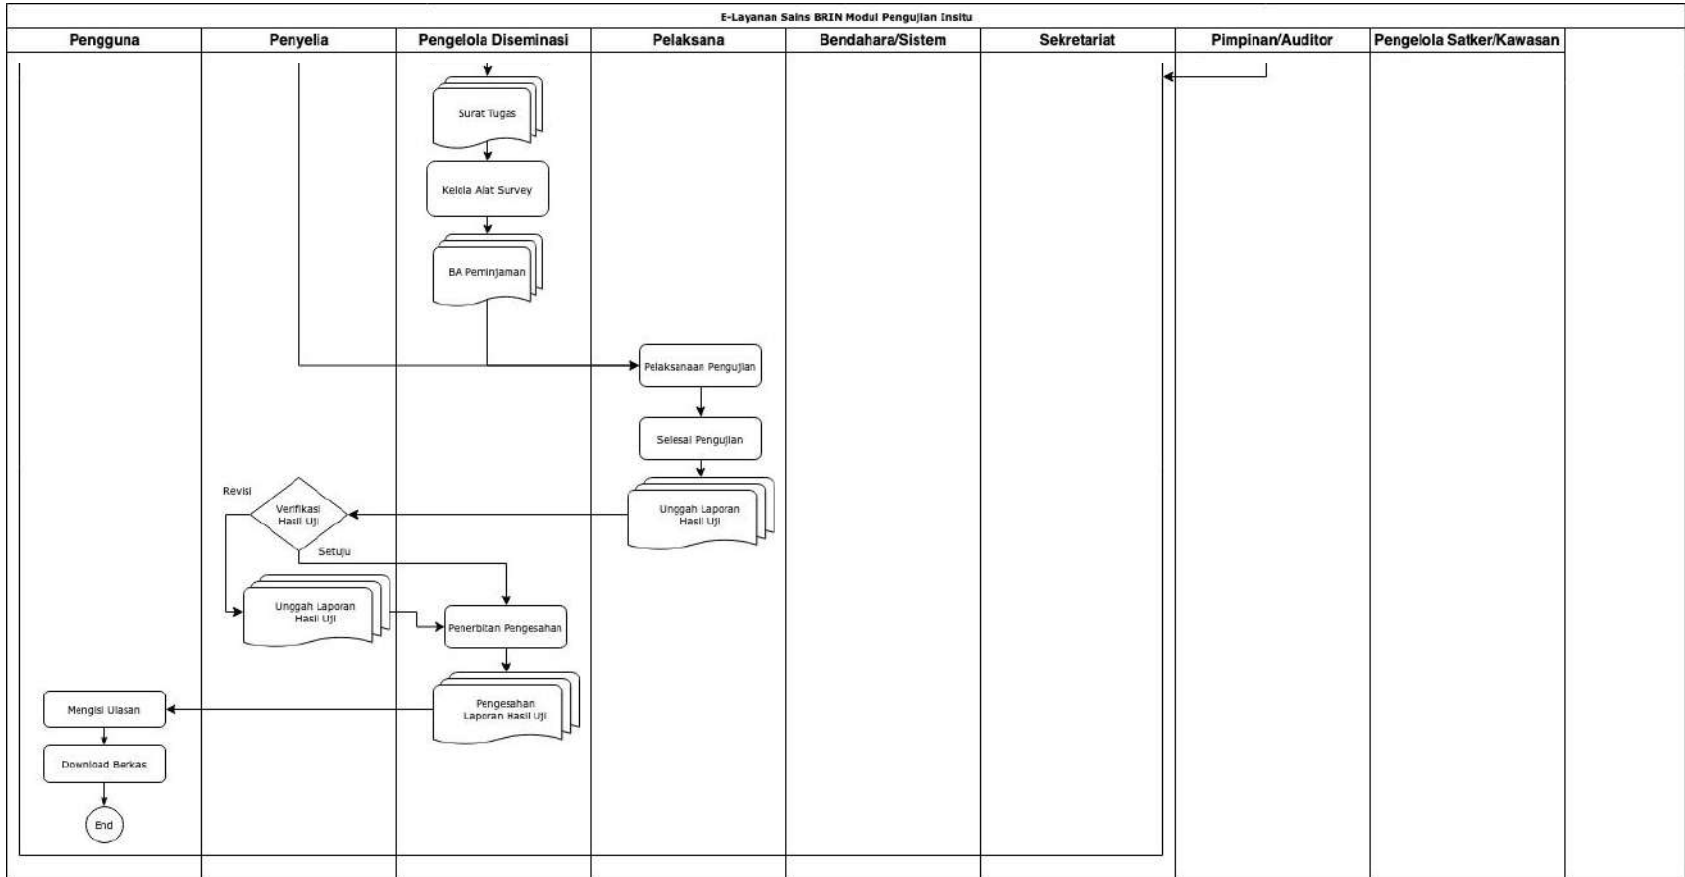 E-Layanan Sains BRIN Modul Pengujian Insitu
Pengguna
Penyelia
Pengelola Diseminasi
Pelaksana
Bendahara/Sistem
Sekretariat
Pimpinan/Auditor
Pengelola Satker/Kawasan
Surat Tugas
Kelola Alat Survey
BA Peminjaman
Pelaksanaan Pengujian
Selesai Pengujian
Unggah Laporan
Hasil Uji
Revisi
Verifikasi
Hasil Uji
Setuju
Unggah Laporan
Hasil Uji
Penerbitan Pengesahan
Pengesahan
Laporan Hasil Uji
Mengisi Ulasan
Download Berkas
End